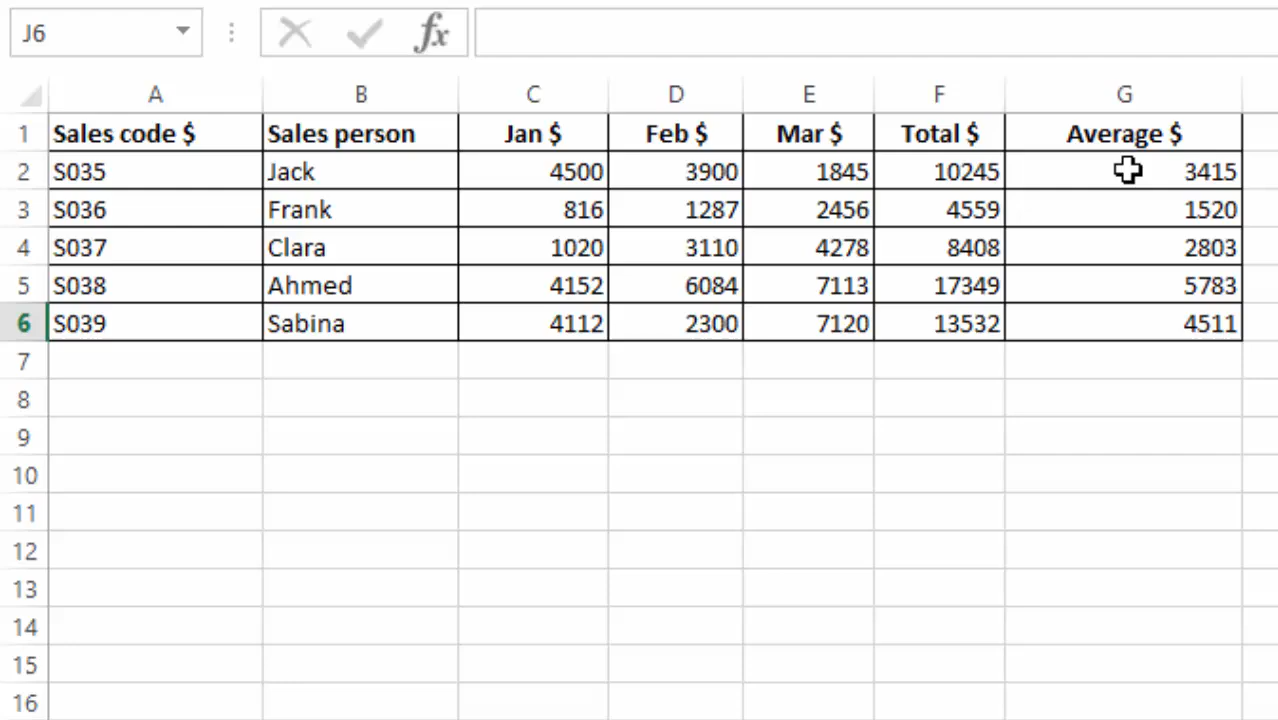 J6 fx
A B C D E F G
1 Sales code $ Sales person Jan $ Feb $ Mar $ Total $ Average $
2 S035 Jack 4500 3900 1845 10245 3415
3 S036 Frank 816 1287 2456 4559 1520
4 S037 Clara 1020 3110 4278 8408 2803
5 S038 Ahmed 4152 6084 7113 17349 5783
6 S039 Sabina 4112 2300 7120 13532 4511
7
8
9
10
11
12
13
14
15
16